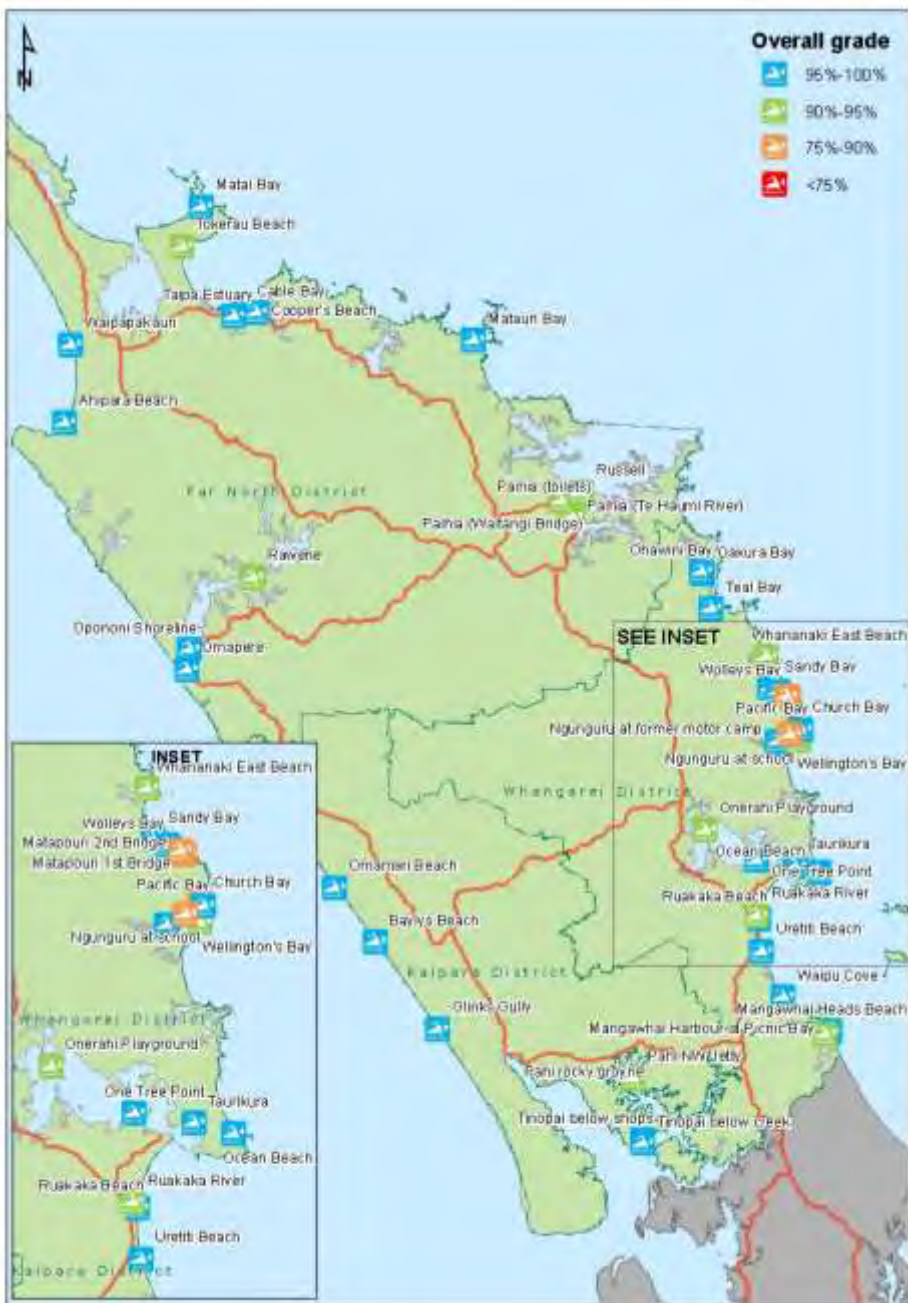 Overall grade
95%-100%
90%-95%
75%-90%
<75%
N
Matai Bay
Tokerau Beach
Taipa Estuary
Cable Bay
Cooper's Beach
Waipapakauri
Matauri Bay
Ahipara Beach
Far North District
Russell
Paihia (toilets)
Paihia (Te Haumi River)
Paihia (Waitangi Bridge)
Rawene
Ohawini Bay
Oakura Bay
Teal Bay
Opononi Shoreline
Omapere
SEE INSET
Whananaki East Beach
Wolleys Bay
Sandy Bay
Pacific Bay
Church Bay
Ngunguru at former motor camp
Ngunguru at school
Wellington's Bay
Whangarei District
Onerahi Playground
Ocean Beach
Taurikura
One Tree Point
Ruakaka Beach
Ruakaka River
Uretiti Beach
Omamari Beach
Baylys Beach
Kaipara District
Waipu Cove
Glinks Gully
Mangawhai Heads Beach
Mangawhai Harbour at Picnic Bay
Pahi NW Jetty
Pahi rocky groyne
Tinopai below shops
Tinopai below Creek
INSET
Whananaki East Beach
Wolleys Bay
Sandy Bay
Matapouri 2nd Bridge
Matapouri 1st Bridge
Pacific Bay
Church Bay
Ngunguru at school
Wellington's Bay
Whangarei District
Onerahi Playground
One Tree Point
Taurikura
Ocean Beach
Ruakaka Beach
Ruakaka River
Uretiti Beach
Kaipara District